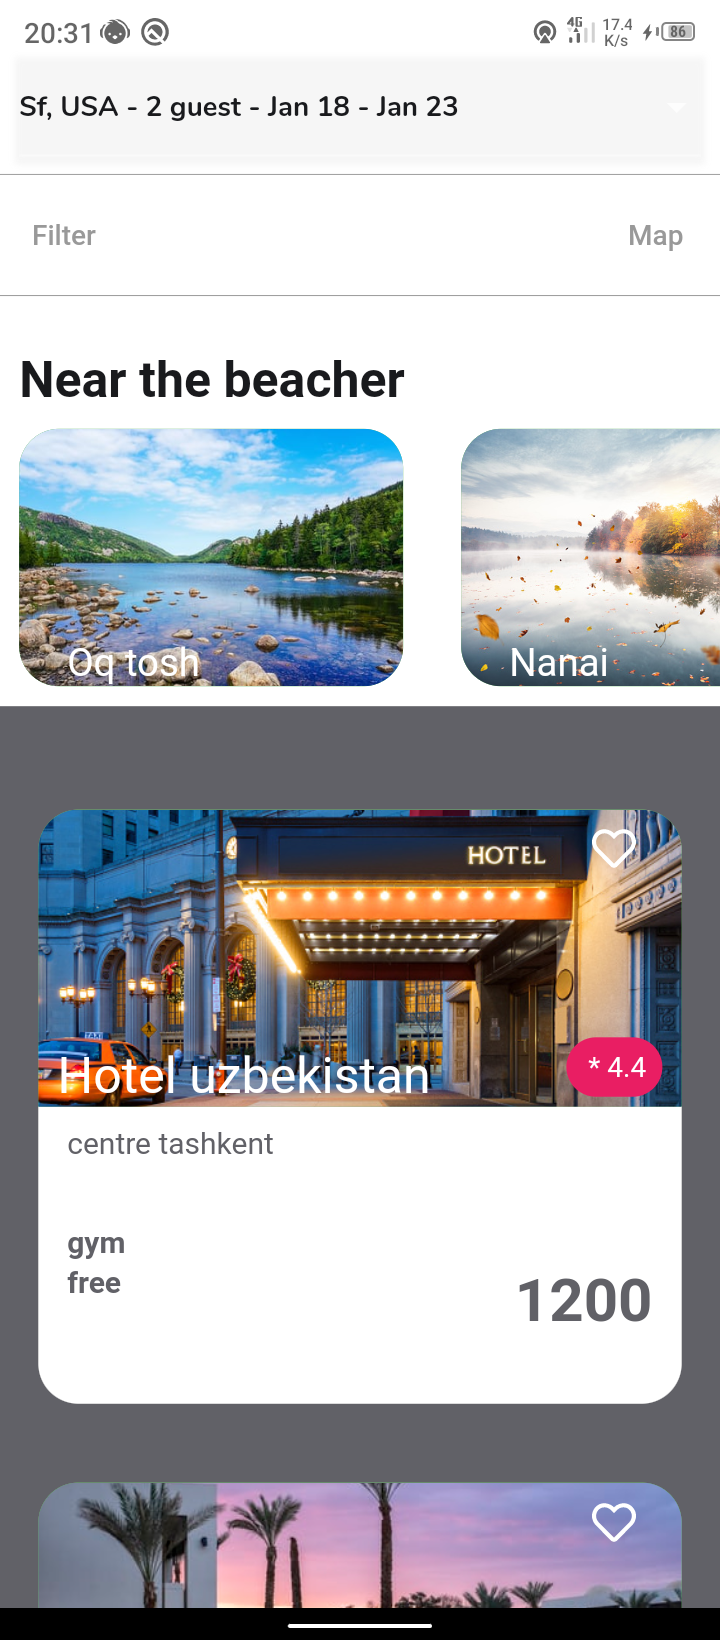 20:31
4G
17.4
K/s
86
Sf, USA - 2 guest - Jan 18 - Jan 23
Filter
Map
Near the beacher
Oq tosh
Nanai
HOTEL
TAXI
Hotel uzbekistan
* 4.4
centre tashkent
gym
free
1200